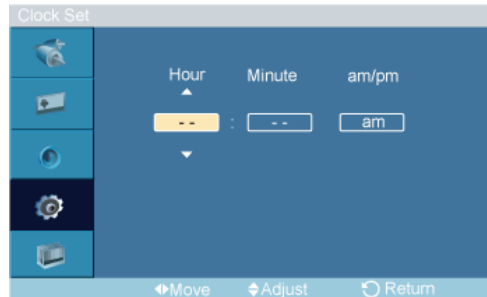 Clock Set
Hour Minute am/pm
-- : -- am
Move Adjust Return